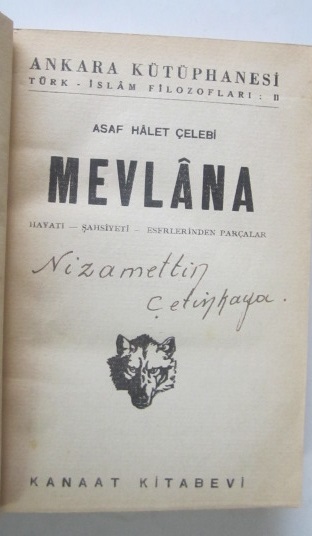 ANKARA KÜTÜPHANESİ
TÜRK - İSLÂM FİLOZOFLARI : II
ASAF HÂLET ÇELEBİ
MEVLÂNA
HAYATI — ŞAHSİYETİ — ESERLERİNDEN PARÇALAR
Nizamettin
Çetinkaya.
KANAAT KİTABEVİ